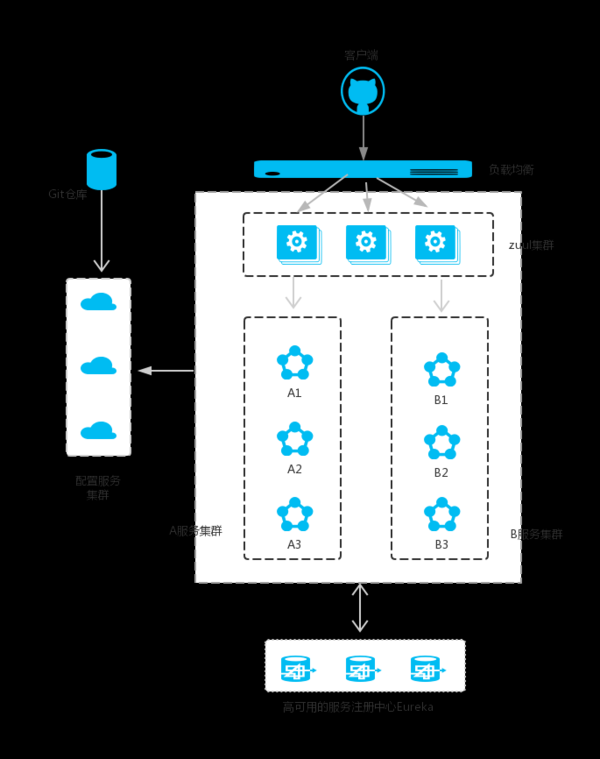 客户端
负载均衡
Git仓库
zuul集群
A1
B1
A2
B2
A3
B3
配置服务
集群
A服务集群
B服务集群
高可用的服务注册中心Eureka